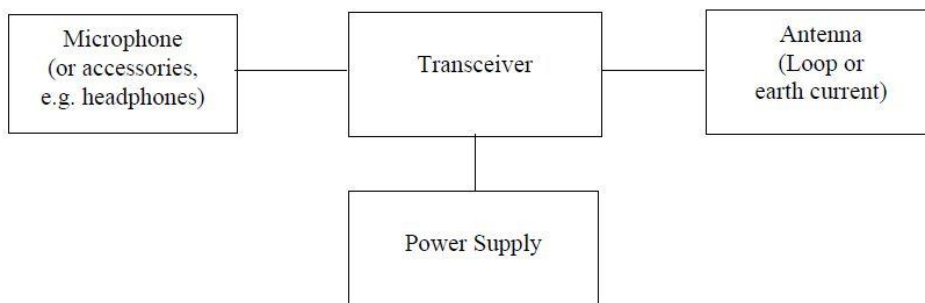 Microphone
(or accessories,
e.g. headphones)
Transceiver
Antenna
(Loop or
earth current)
Power Supply